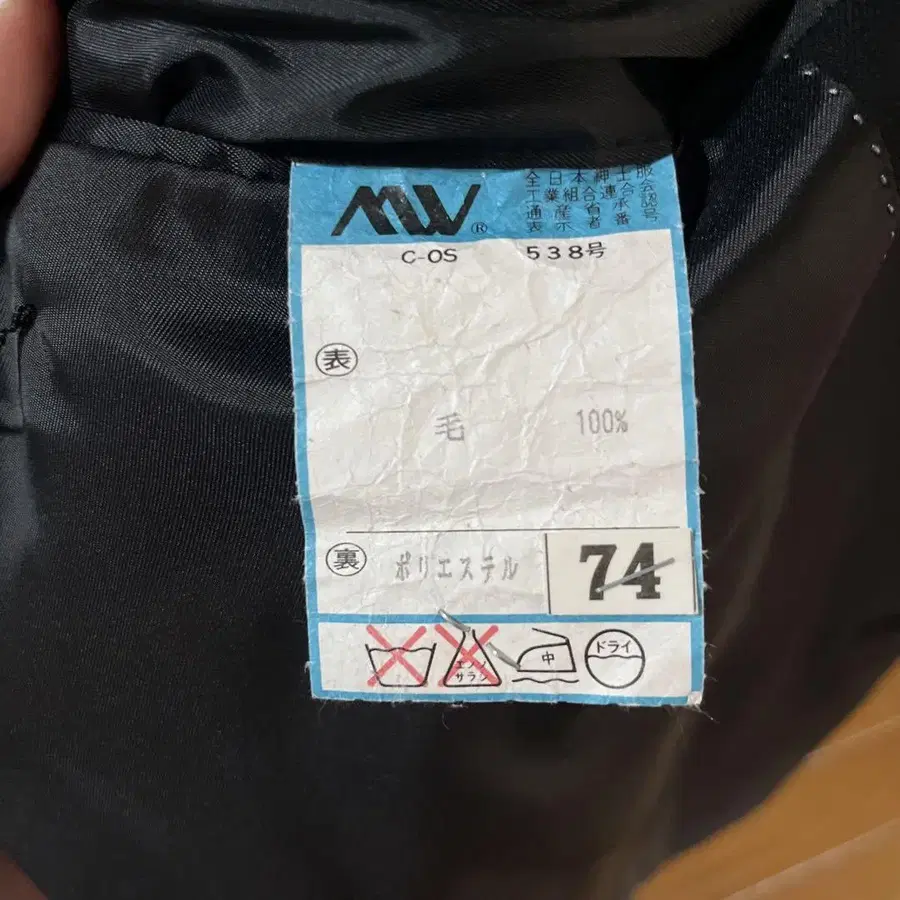 MW®
全日本紳士服
工業組合連合会
通産省承認
表示者番号
C-OS 538号
表
毛 100%
裏 ポリエステル 74
エンソ
サラシ
中
ドライ